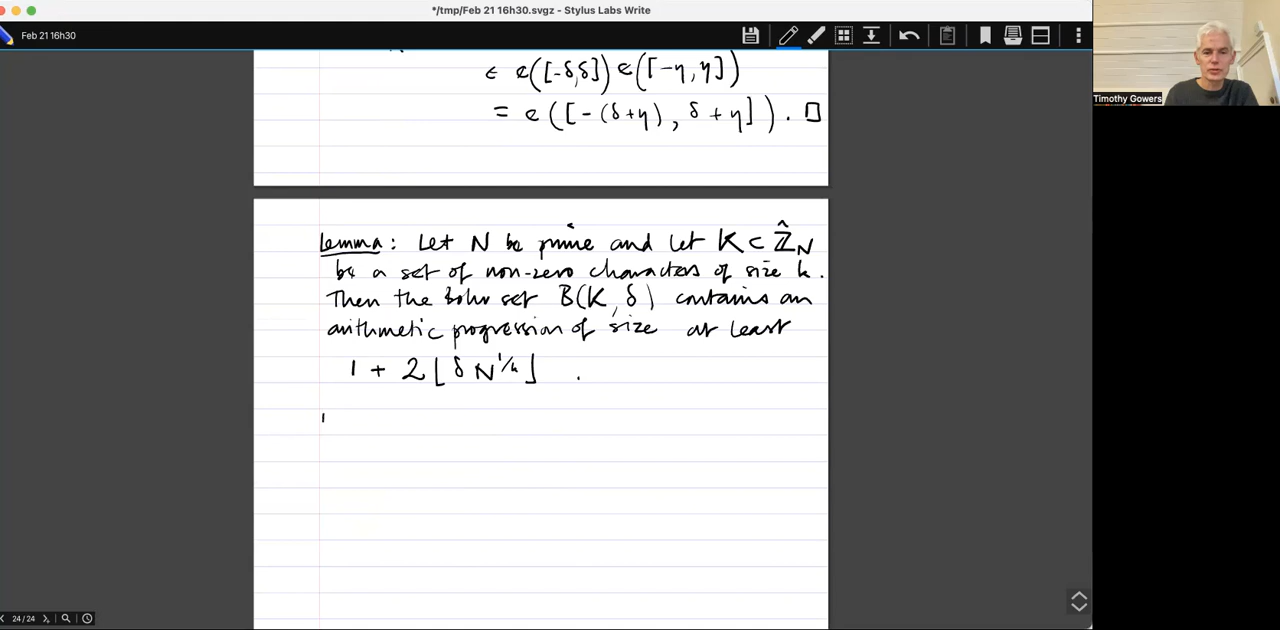 */tmp/Feb 21 16h30.svgz - Stylus Labs Write
Feb 21 16h30
Timothy Gowers
∈ e([-δ,δ]) e([-η, η])
= e([-(δ+η), δ+η]). □
Lemma: Let N be prime and let K ⊂ Ẑ_N
be a set of non-zero characters of size k.
Then the Bohr set B(K, δ) contains an
arithmetic progression of size at least
1 + 2⌊δ N^{1/k}⌋ .
24/24